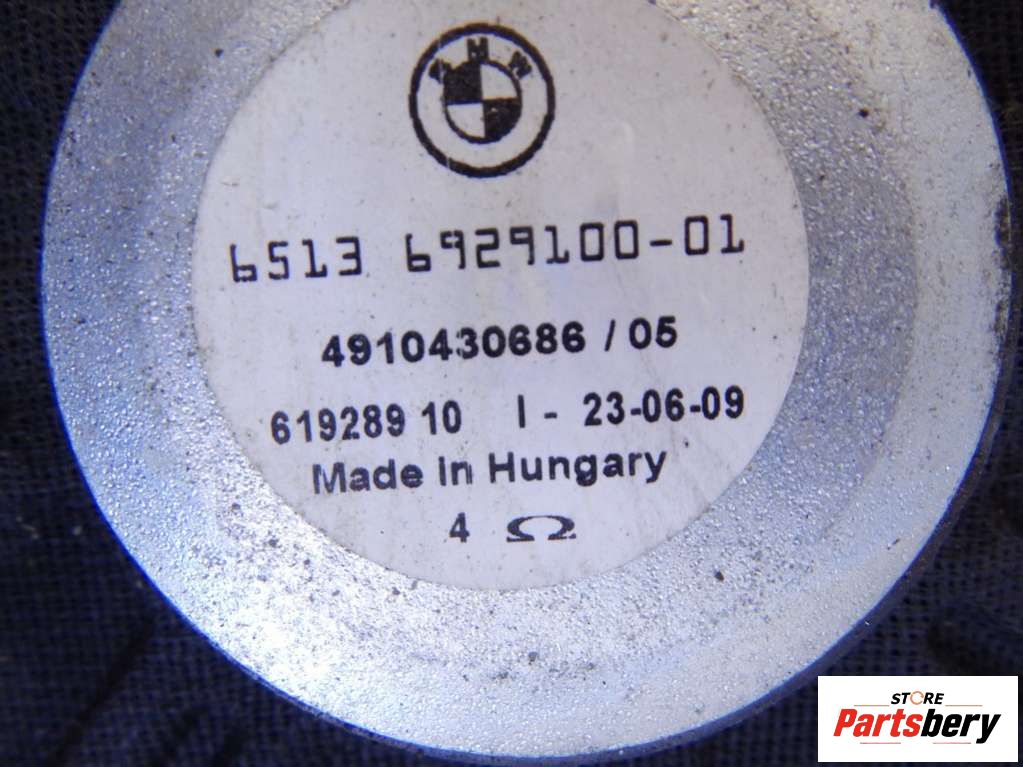 BMW
6513 6929100-01
4910430686 / 05
619289 10 I - 23-06-09
Made in Hungary
4 Ω
STORE
Partsbery